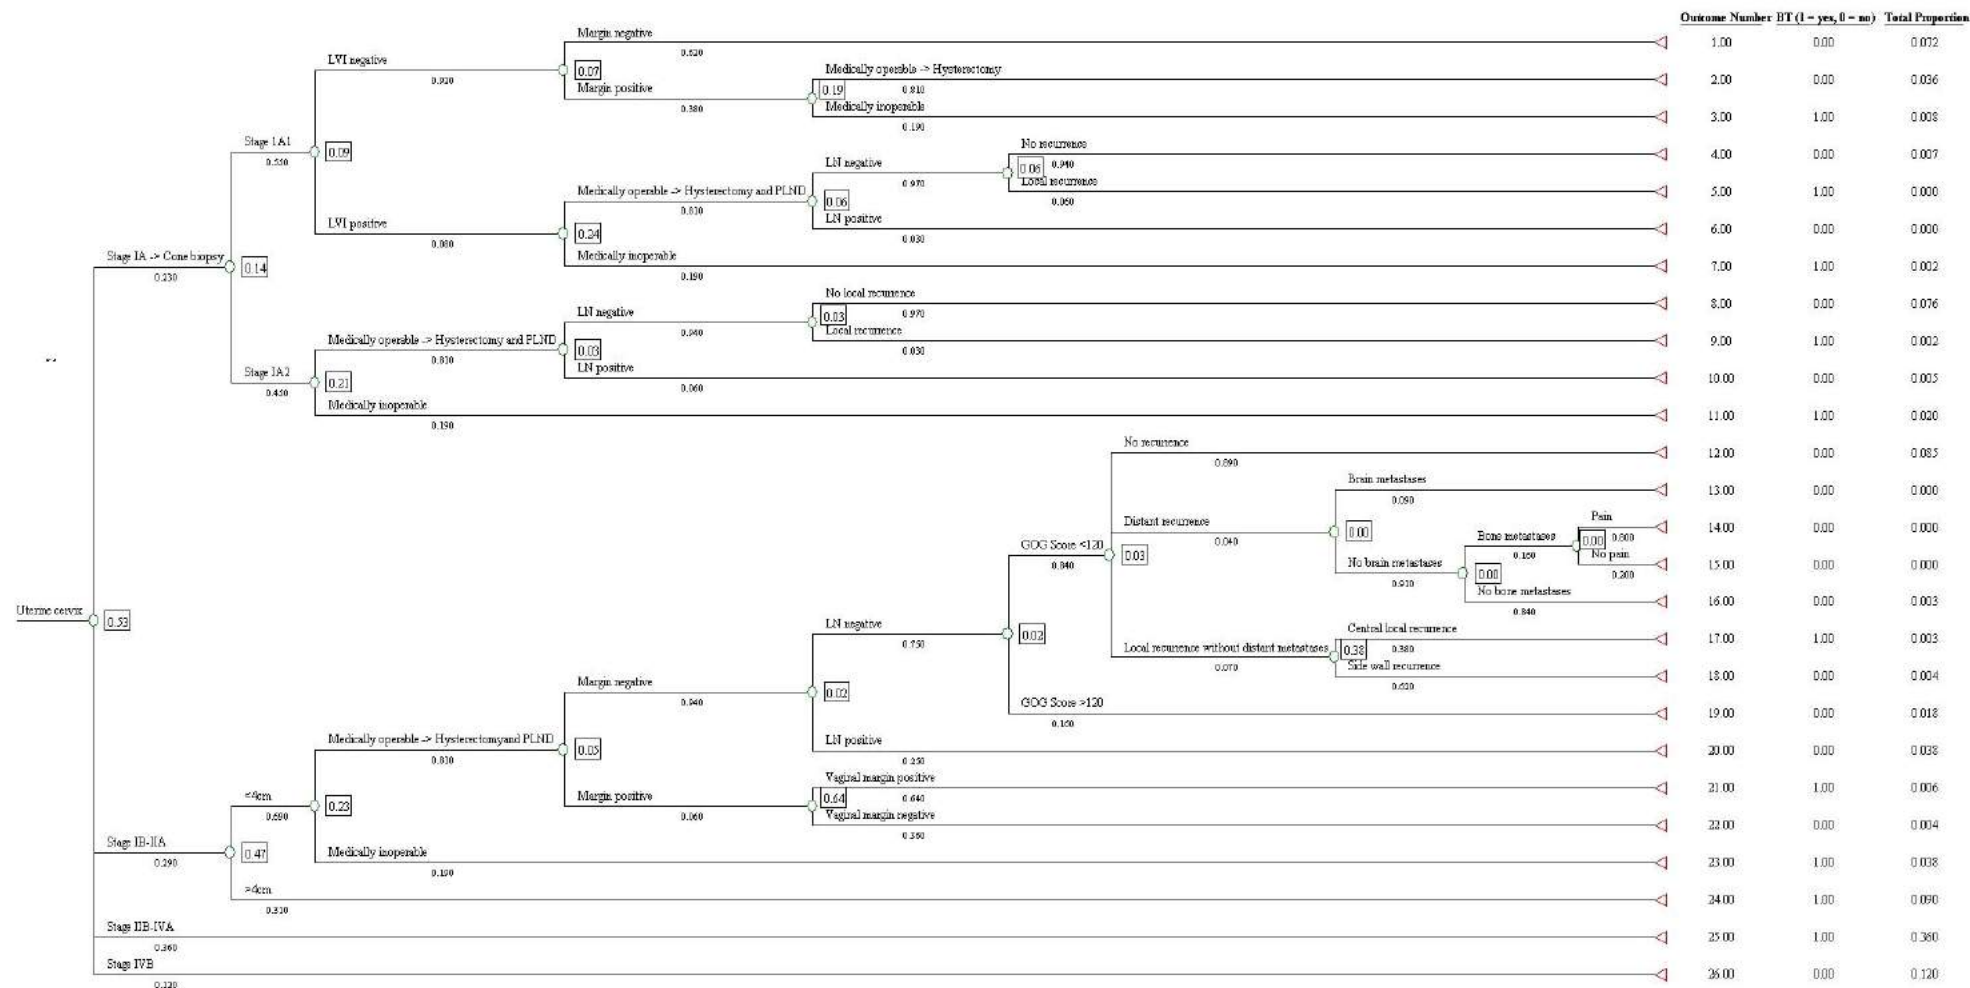 Outcome Number BT (1 = yes, 0 = no) Total Proportion
Margin negative
0.620
1.00 0.00 0.072
LVI negative
0.920
0.07
Medically operable -> Hysterectomy
0.810
2.00 0.00 0.036
Margin positive
0.380
0.19
Medically inoperable
0.190
3.00 1.00 0.008
Stage 1A1
0.550
0.09
No recurrence
0.940
4.00 0.00 0.007
LN negative
0.970
0.06
Local recurrence
0.060
5.00 1.00 0.000
Medically operable -> Hysterectomy and PLND
0.810
0.06
LN positive
0.030
6.00 0.00 0.000
LVI positive
0.080
0.24
Medically inoperable
0.190
7.00 1.00 0.002
Stage IA -> Cone biopsy
0.230
0.14
No local recurrence
0.970
8.00 0.00 0.076
LN negative
0.940
0.03
Local recurrence
0.030
9.00 1.00 0.002
Medically operable -> Hysterectomy and PLND
0.810
0.03
LN positive
0.060
10.00 0.00 0.005
Stage IA2
0.450
0.21
Medically inoperable
0.190
11.00 1.00 0.020
No recurrence
0.890
12.00 0.00 0.085
Brain metastases
0.090
13.00 0.00 0.000
Distant recurrence
0.040
0.00
Pain
0.800
14.00 0.00 0.000
Bone metastases
0.160
0.00
No pain
0.200
15.00 0.00 0.000
No brain metastases
0.910
0.00
No bone metastases
0.840
16.00 0.00 0.003
GOG Score <120
0.840
0.03
Central local recurrence
0.380
17.00 1.00 0.003
Local recurrence without distant metastases
0.070
0.38
Side wall recurrence
0.620
18.00 0.00 0.004
Uterine cervix
0.53
LN negative
0.750
0.02
GOG Score >120
0.160
19.00 0.00 0.018
Margin negative
0.940
0.02
LN positive
0.250
20.00 0.00 0.038
Medically operable -> Hysterectomyand PLND
0.810
0.05
Vaginal margin positive
0.640
21.00 1.00 0.006
Margin positive
0.060
0.64
Vaginal margin negative
0.360
22.00 0.00 0.004
0.690
0.23
Medically inoperable
0.190
23.00 1.00 0.038
Stage IB-IIA
0.290
0.47
>4cm
0.310
24.00 1.00 0.090
Stage IIB-IVA
0.360
25.00 1.00 0.360
Stage IVB
0.120
26.00 0.00 0.120